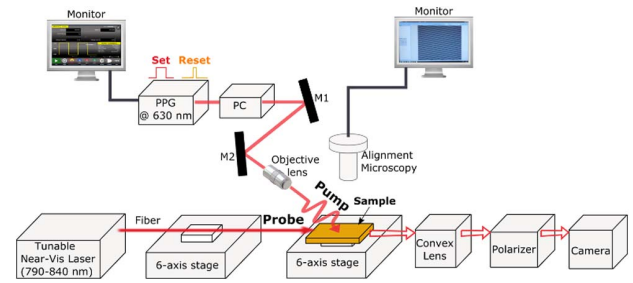 Monitor
Monitor
Set Reset
PPG
@ 630 nm
PC
M1
M2
Objective
lens
Alignment
Microscopy
Pump
Sample
Probe
Fiber
Tunable
Near-Vis Laser
(790-840 nm)
6-axis stage
6-axis stage
Convex
Lens
Polarizer
Camera